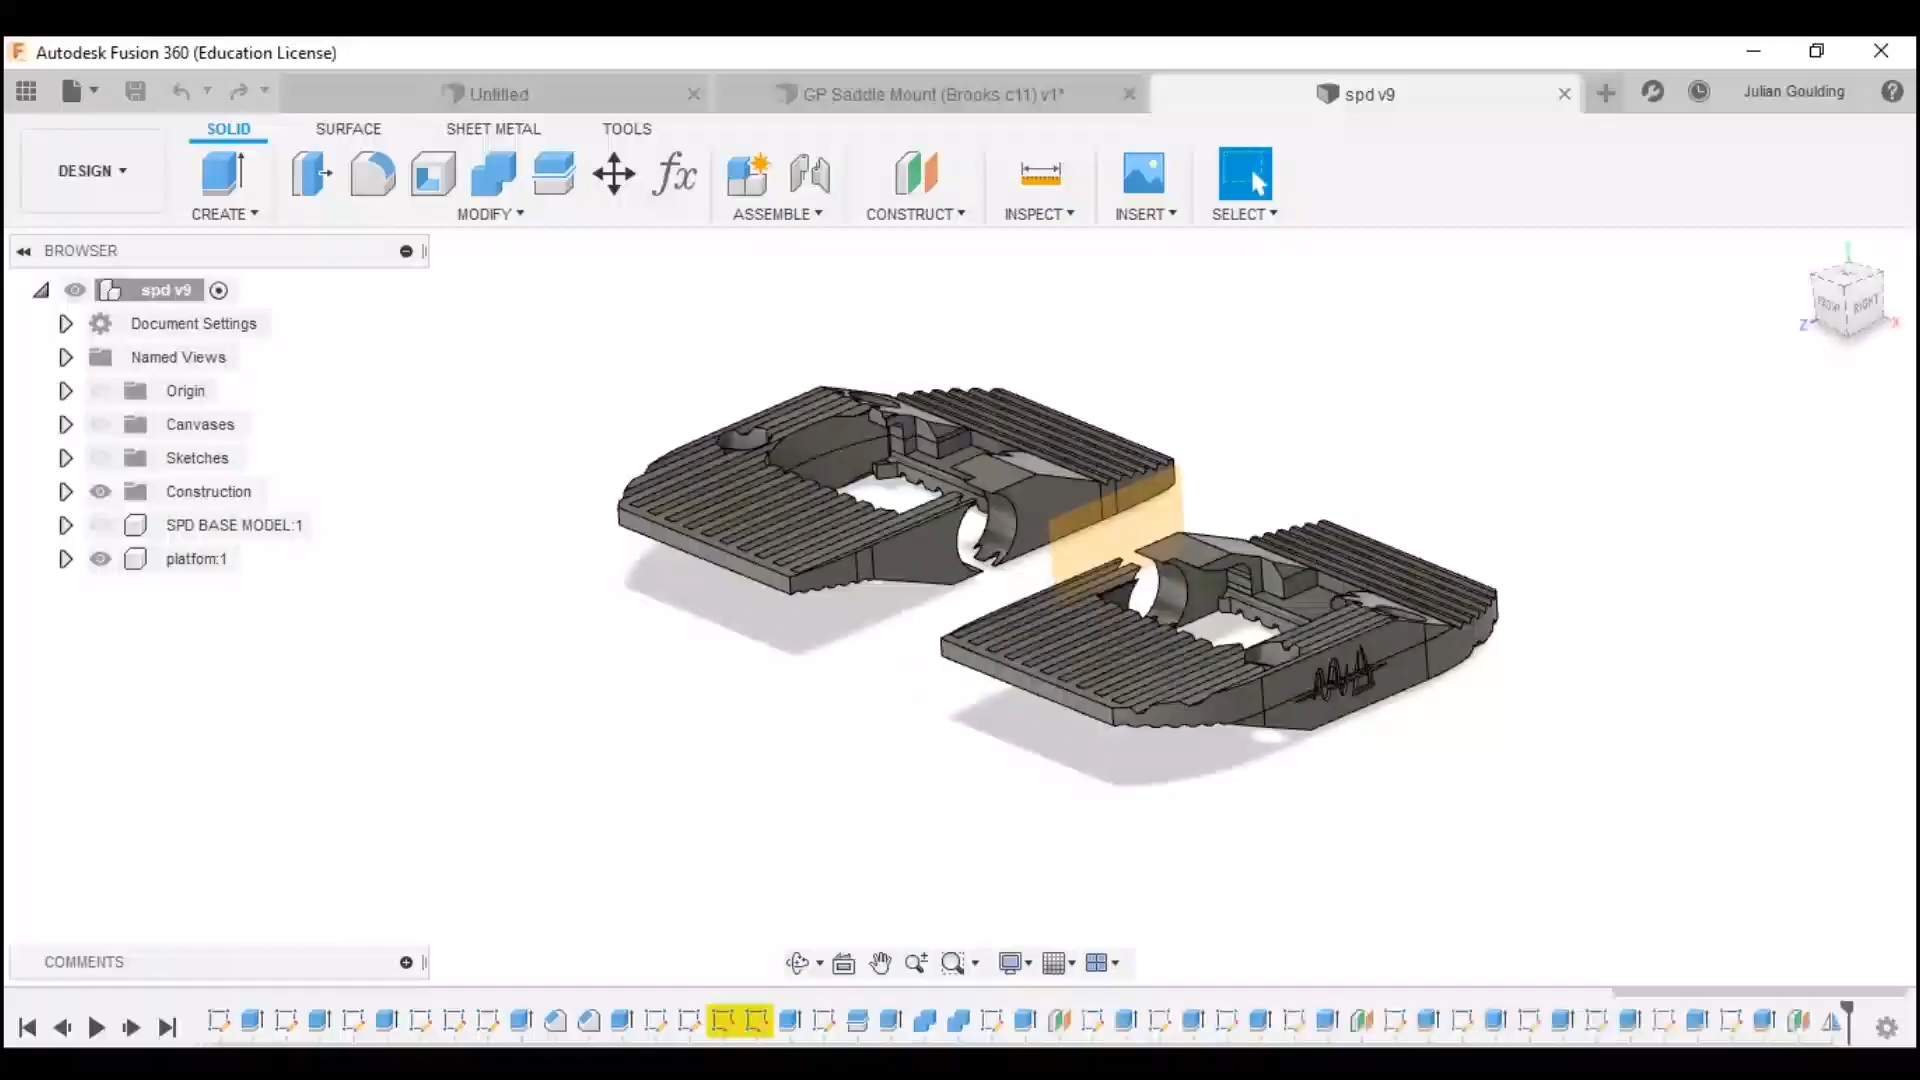 Autodesk Fusion 360 (Education License)
Untitled
GP Saddle Mount (Brooks c11) v1*
spd v9
Julian Goulding
SOLID
SURFACE
SHEET METAL
TOOLS
DESIGN
CREATE
MODIFY
ASSEMBLE
CONSTRUCT
INSPECT
INSERT
SELECT
BROWSER
spd v9
Document Settings
Named Views
Origin
Canvases
Sketches
Construction
SPD BASE MODEL:1
platfom:1
FRONT
RIGHT
Z
X
COMMENTS